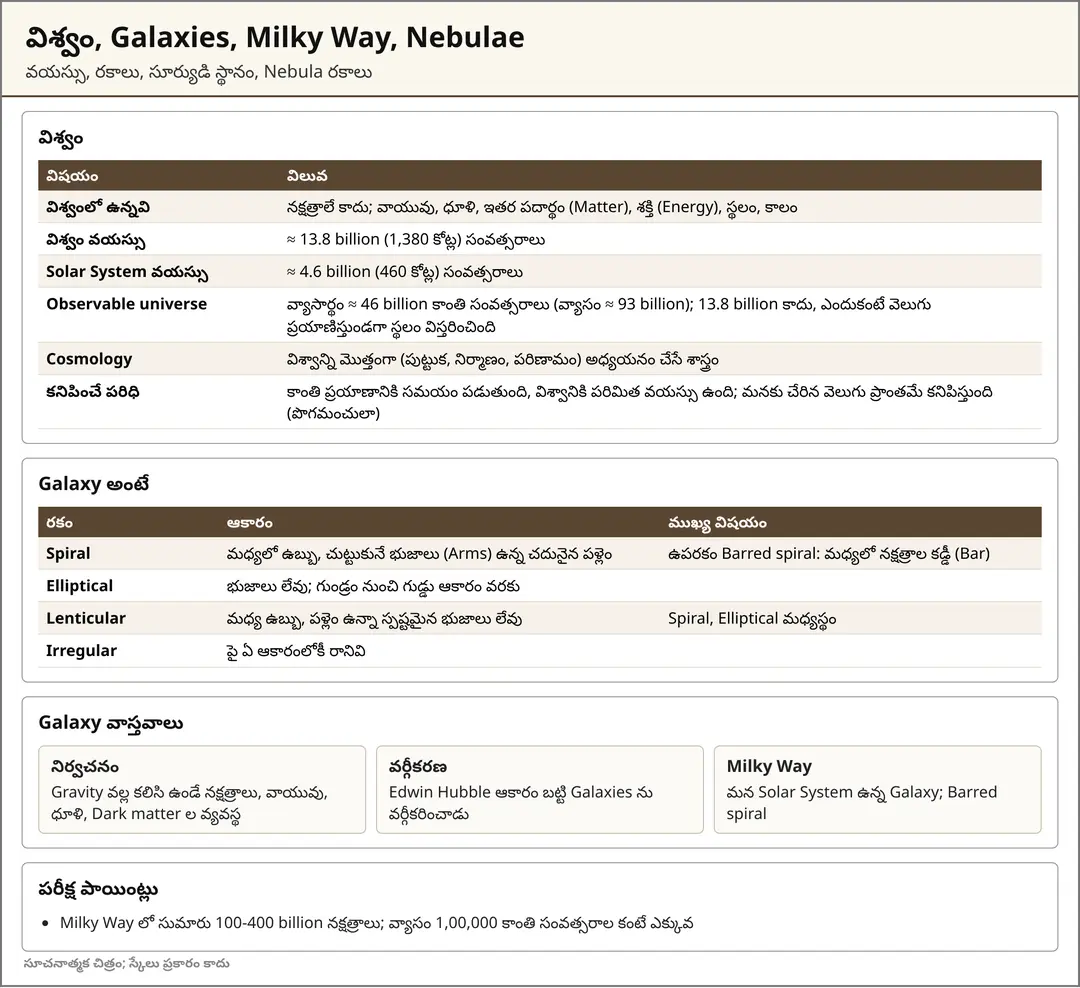 విశ్వం, Galaxies, Milky Way, Nebulae
వయస్సు, రకాలు, సూర్యుడి స్థానం, Nebula రకాలు
విశ్వం
విషయం విలువ
విశ్వంలో ఉన్నవి నక్షత్రాలే కాదు; వాయువు, ధూళి, ఇతర పదార్థం (Matter), శక్తి (Energy), స్థలం, కాలం
విశ్వం వయస్సు ≈ 13.8 billion (1,380 కోట్ల) సంవత్సరాలు
Solar System వయస్సు ≈ 4.6 billion (460 కోట్ల) సంవత్సరాలు
Observable universe వ్యాసార్థం ≈ 46 billion కాంతి సంవత్సరాలు (వ్యాసం ≈ 93 billion); 13.8 billion కాదు, ఎందుకంటే వెలుగు
ప్రయాణిస్తుండగా స్థలం విస్తరించింది
Cosmology విశ్వాన్ని మొత్తంగా (పుట్టుక, నిర్మాణం, పరిణామం) అధ్యయనం చేసే శాస్త్రం
కనిపించే పరిధి కాంతి ప్రయాణానికి సమయం పడుతుంది, విశ్వానికి పరిమిత వయస్సు ఉంది; మనకు చేరిన వెలుగు ప్రాంతమే కనిపిస్తుంది
(పొగమంచులా)
Galaxy అంటే
రకం ఆకారం ముఖ్య విషయం
Spiral మధ్యలో ఉబ్బు, చుట్టుకునే భుజాలు (Arms) ఉన్న చదునైన పళ్లెం ఉపరకం Barred spiral: మధ్యలో నక్షత్రాల కడ్డీ (Bar)
Elliptical భుజాలు లేవు; గుండ్రం నుంచి గుడ్డు ఆకారం వరకు
Lenticular మధ్య ఉబ్బు, పళ్లెం ఉన్నా స్పష్టమైన భుజాలు లేవు Spiral, Elliptical మధ్యస్థం
Irregular పై ఏ ఆకారంలోకీ రానివి
Galaxy వాస్తవాలు
నిర్వచనం
Gravity వల్ల కలిసి ఉండే నక్షత్రాలు, వాయువు,
ధూళి, Dark matter ల వ్యవస్థ
వర్గీకరణ
Edwin Hubble ఆకారం బట్టి Galaxies ను
వర్గీకరించాడు
Milky Way
మన Solar System ఉన్న Galaxy; Barred
spiral
పరీక్ష పాయింట్లు
• Milky Way లో సుమారు 100-400 billion నక్షత్రాలు; వ్యాసం 1,00,000 కాంతి సంవత్సరాల కంటే ఎక్కువ
సూచనాత్మక చిత్రం; స్కేలు ప్రకారం కాదు